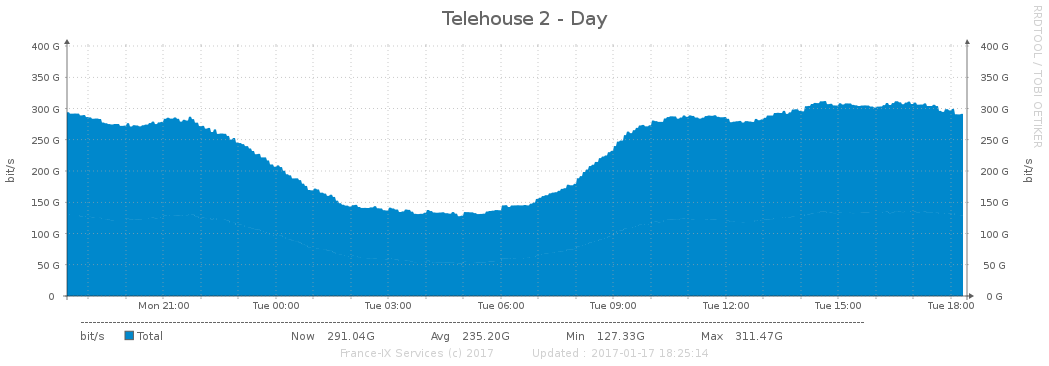 Telehouse 2 - Day
RRDTOOL / TOBI OETIKER
400 G 400 G
350 G 350 G
300 G 300 G
250 G 250 G
200 G 200 G
150 G 150 G
100 G 100 G
50 G 50 G
0 0 G
bit/s bit/s
Mon 21:00 Tue 00:00 Tue 03:00 Tue 06:00 Tue 09:00 Tue 12:00 Tue 15:00 Tue 18:00
bit/s Total Now 291.04G Avg 235.20G Min 127.33G Max 311.47G
France-IX Services (c) 2017 Updated : 2017-01-17 18:25:14